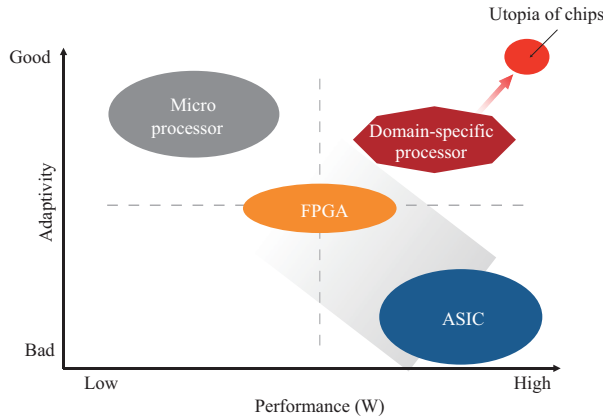 Utopia of chips
Good
Micro
processor
Domain-specific
processor
Adaptivity
FPGA
ASIC
Bad
Low
High
Performance (W)